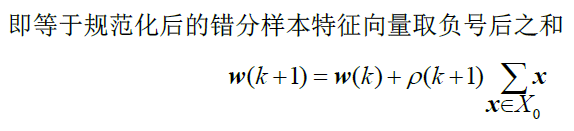 即等于规范化后的错分样本特征向量取负号后之和
w(k+1) = w(k) + ρ(k+1) ∑ x
x∈X₀